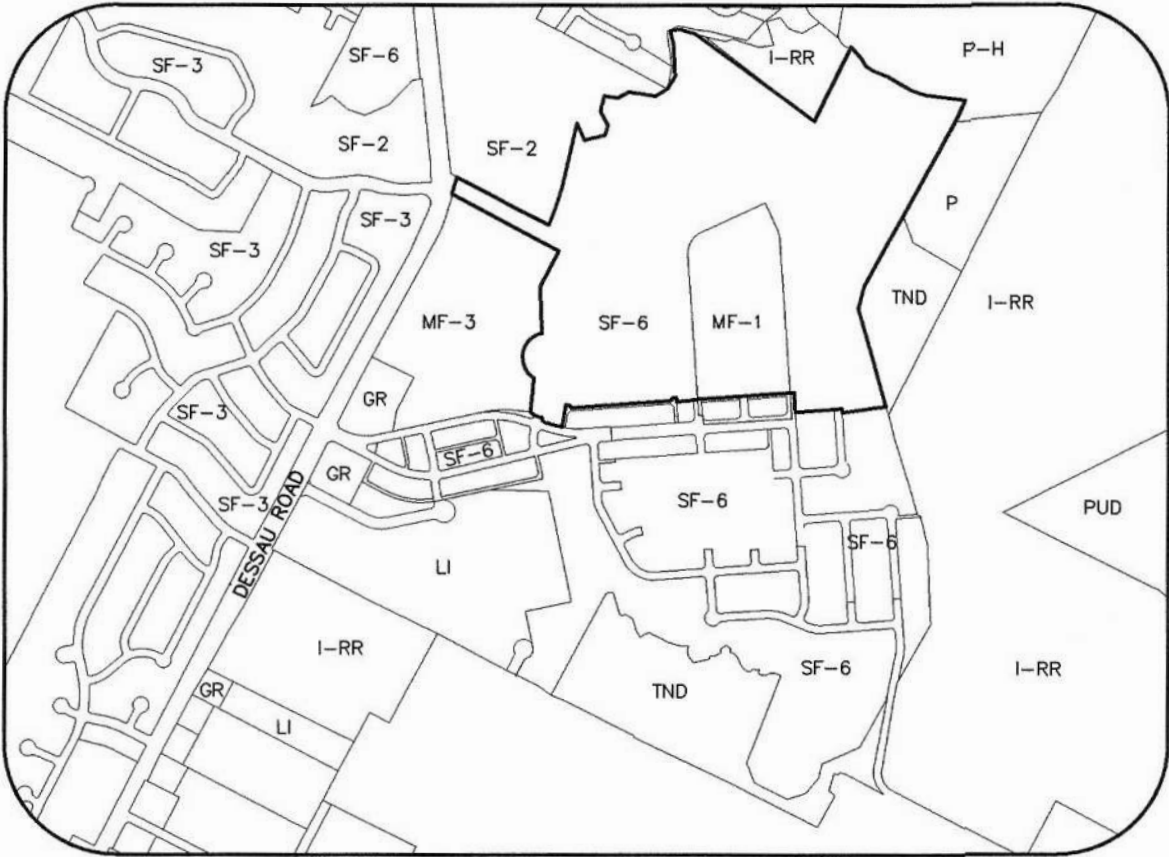 SF-3
SF-6
I-RR
P-H
SF-2
SF-2
SF-3
P
SF-3
TND
I-RR
MF-3
SF-6
MF-1
GR
SF-3
SF-6
GR
SF-3
SF-6
PUD
DESSAU ROAD
SF-6
LI
I-RR
SF-6
I-RR
TND
GR
LI